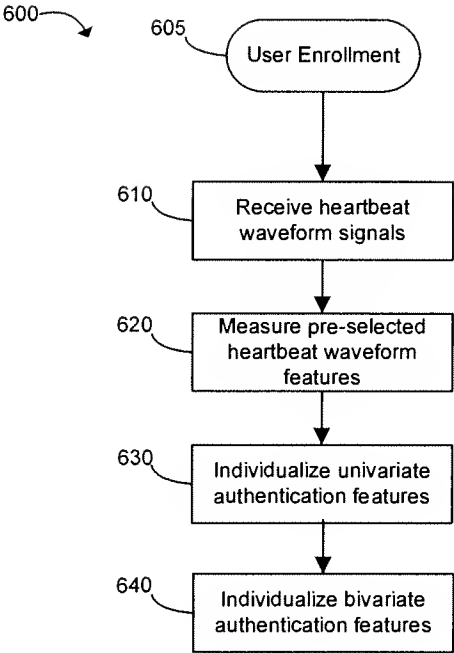 600
605
User Enrollment
610
Receive heartbeat
waveform signals
620
Measure pre-selected
heartbeat waveform
features
630
Individualize univariate
authentication features
640
Individualize bivariate
authentication features